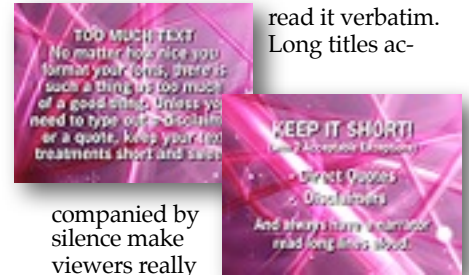 read it verbatim.
Long titles ac-
TOO MUCH TEXT
No matter how nice you
format your fonts, there is
such a thing as too much
of a good thing. Unless you
need to type out a disclaimer
or a quote, keep your text
treatments short and sweet
KEEP IT SHORT!
2 Acceptable Exceptions)
• Direct Quotes
• Disclaimers
And always have a narrator
read long lines aloud.
companied by
silence make
viewers really